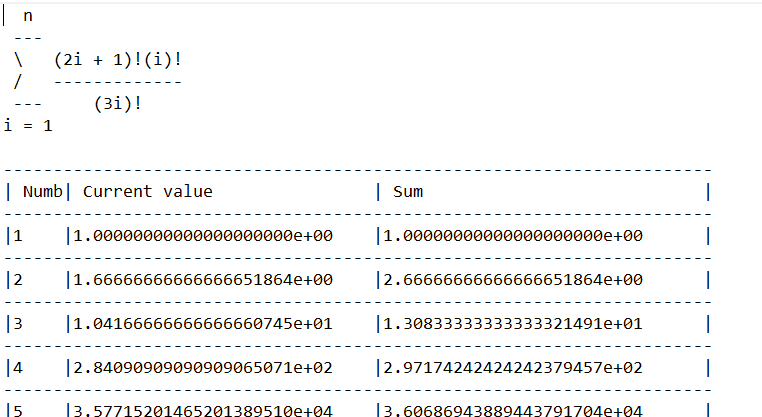 n
---
\ (2i + 1)!(i)!
/ -------------
--- (3i)!
i = 1
-----------------------------------------------------------------------
| Numb| Current value | Sum |
-----------------------------------------------------------------------
|1 |1.00000000000000000000e+00 |1.00000000000000000000e+00 |
-----------------------------------------------------------------------
|2 |1.66666666666666651864e+00 |2.66666666666666651864e+00 |
-----------------------------------------------------------------------
|3 |1.04166666666666660745e+01 |1.30833333333333321491e+01 |
-----------------------------------------------------------------------
|4 |2.84090909090909065071e+02 |2.97174242424242379457e+02 |
-----------------------------------------------------------------------
|5 |3.57715201465201389510e+04 |3.60686943889443791704e+04 |